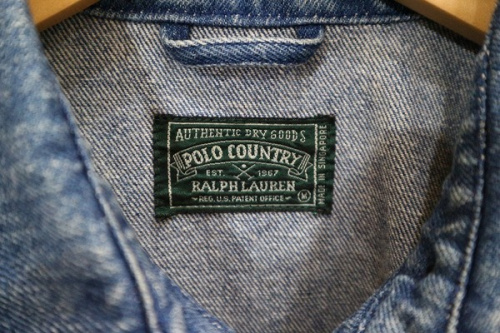 AUTHENTIC DRY GOODS
POLO COUNTRY
EST. 1967
RALPH LAUREN
REG. U.S. PATENT OFFICE
M
MADE IN SINGAPORE